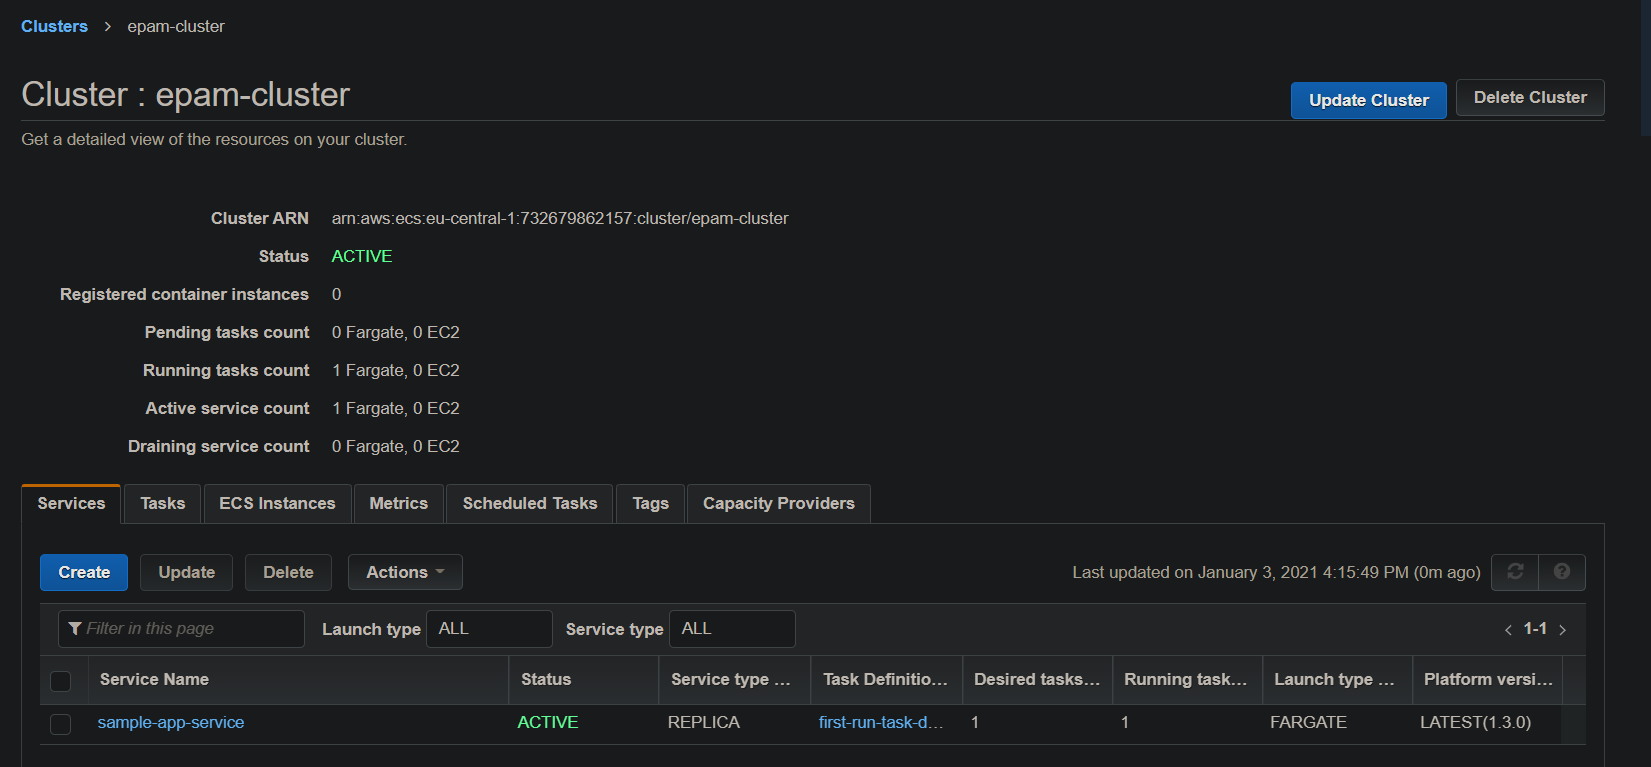 Clusters > epam-cluster
Cluster : epam-cluster
Update Cluster Delete Cluster
Get a detailed view of the resources on your cluster.
Cluster ARN arn:aws:ecs:eu-central-1:732679862157:cluster/epam-cluster
Status ACTIVE
Registered container instances 0
Pending tasks count 0 Fargate, 0 EC2
Running tasks count 1 Fargate, 0 EC2
Active service count 1 Fargate, 0 EC2
Draining service count 0 Fargate, 0 EC2
Services Tasks ECS Instances Metrics Scheduled Tasks Tags Capacity Providers
Create Update Delete Actions Last updated on January 3, 2021 4:15:49 PM (0m ago)
Filter in this page Launch type ALL Service type ALL < 1-1 >
Service Name Status Service type ... Task Definitio... Desired tasks... Running task... Launch type ... Platform versi...
sample-app-service ACTIVE REPLICA first-run-task-d... 1 1 FARGATE LATEST(1.3.0)